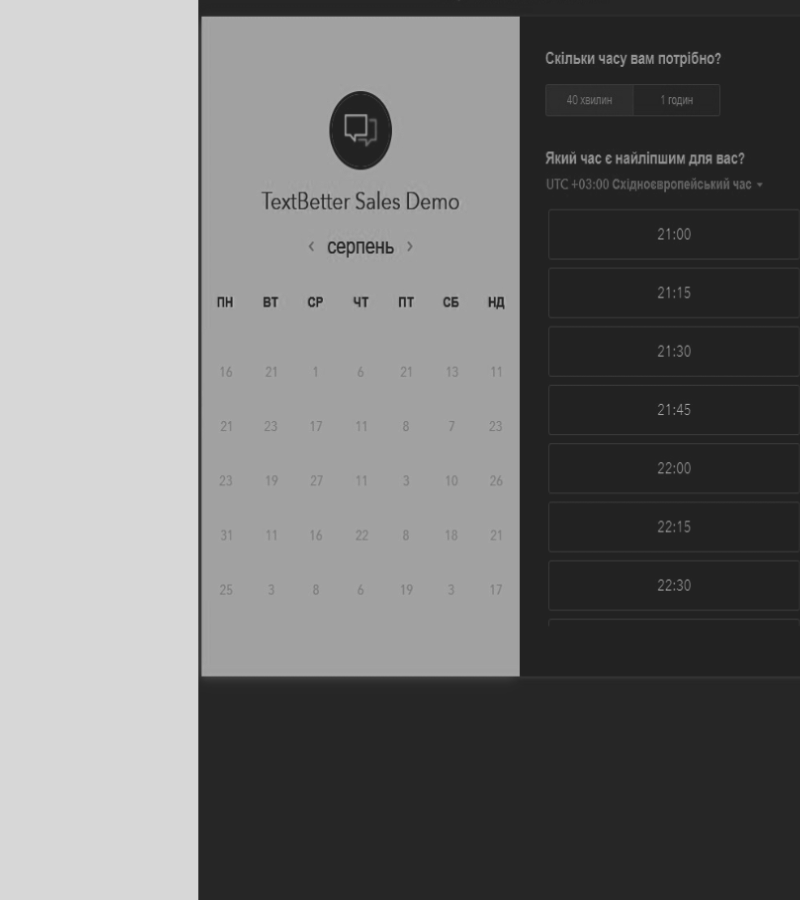 TextBetter Sales Demo
серпень
ПН ВТ СР ЧТ ПТ СБ НД
16 21 1 6 21 13 11
21 23 17 11 8 7 23
23 19 27 11 3 10 26
31 11 16 22 8 18 21
25 3 8 6 19 3 17
Скільки часу вам потрібно?
40 хвилин 1 годин
Який час є найліпшим для вас?
UTC +03:00 Східноєвропейський час
21:00
21:15
21:30
21:45
22:00
22:15
22:30